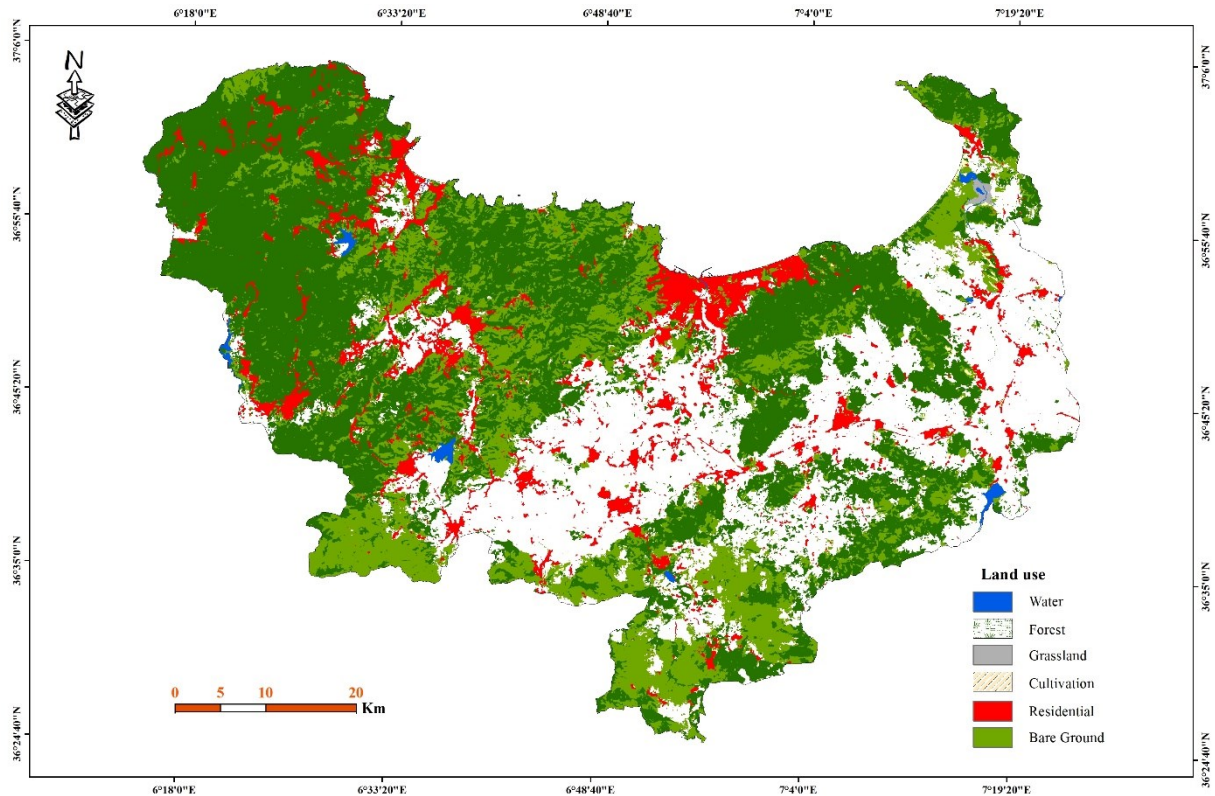 6°18'0"E 6°33'20"E 6°48'40"E 7°4'0"E 7°19'20"E
37°6'0"N 37°6'0"N
N
36°55'40"N 36°55'40"N
36°45'20"N 36°45'20"N
36°35'0"N 36°35'0"N
Land use
Water
Forest
Grassland
Cultivation
Residential
Bare Ground
0 5 10 20
Km
36°24'40"N 36°24'40"N
6°18'0"E 6°33'20"E 6°48'40"E 7°4'0"E 7°19'20"E